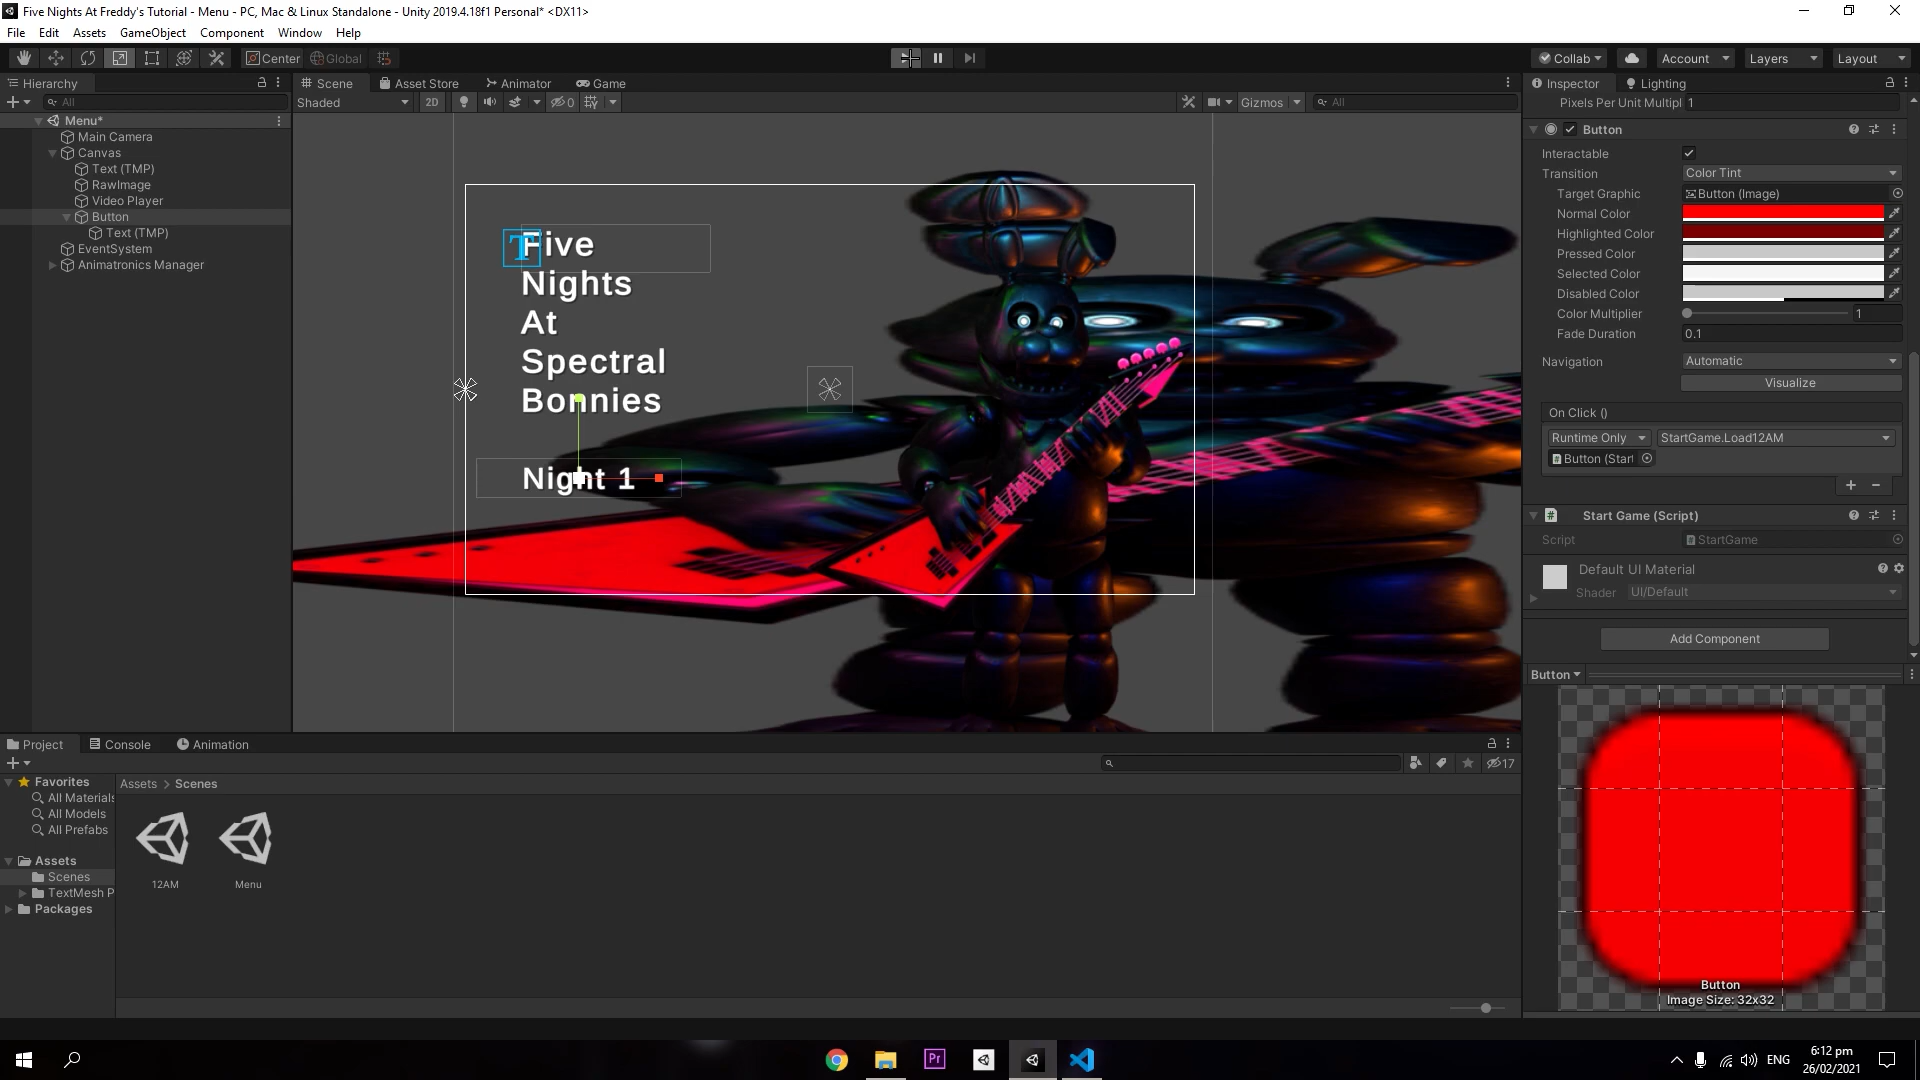 Five Nights At Freddy's Tutorial - Menu - PC, Mac & Linux Standalone - Unity 2019.4.18f1 Personal* <DX11>
File Edit Assets GameObject Component Window Help
Center Global Collab Account Layers Layout
Hierarchy
All
Menu*
Main Camera
Canvas
Text (TMP)
RawImage
Video Player
Button
Text (TMP)
EventSystem
Animatronics Manager
Scene Asset Store Animator Game
Shaded 2D 0 Gizmos All
Five
Nights
At
Spectral
Bonnies
Night 1
Inspector Lighting
Pixels Per Unit Multipl 1
Button
Interactable
Transition Color Tint
Target Graphic Button (Image)
Normal Color
Highlighted Color
Pressed Color
Selected Color
Disabled Color
Color Multiplier 1
Fade Duration 0.1
Navigation Automatic
Visualize
On Click ()
Runtime Only StartGame.Load12AM
Button (Star
Start Game (Script)
Script StartGame
Default UI Material
Shader UI/Default
Add Component
Button
Button
Image Size: 32x32
Project Console Animation
17
Favorites
All Materials
All Models
All Prefabs
Assets
Scenes
TextMesh P
Packages
Assets > Scenes
12AM Menu
ENG
6:12 pm
26/02/2021